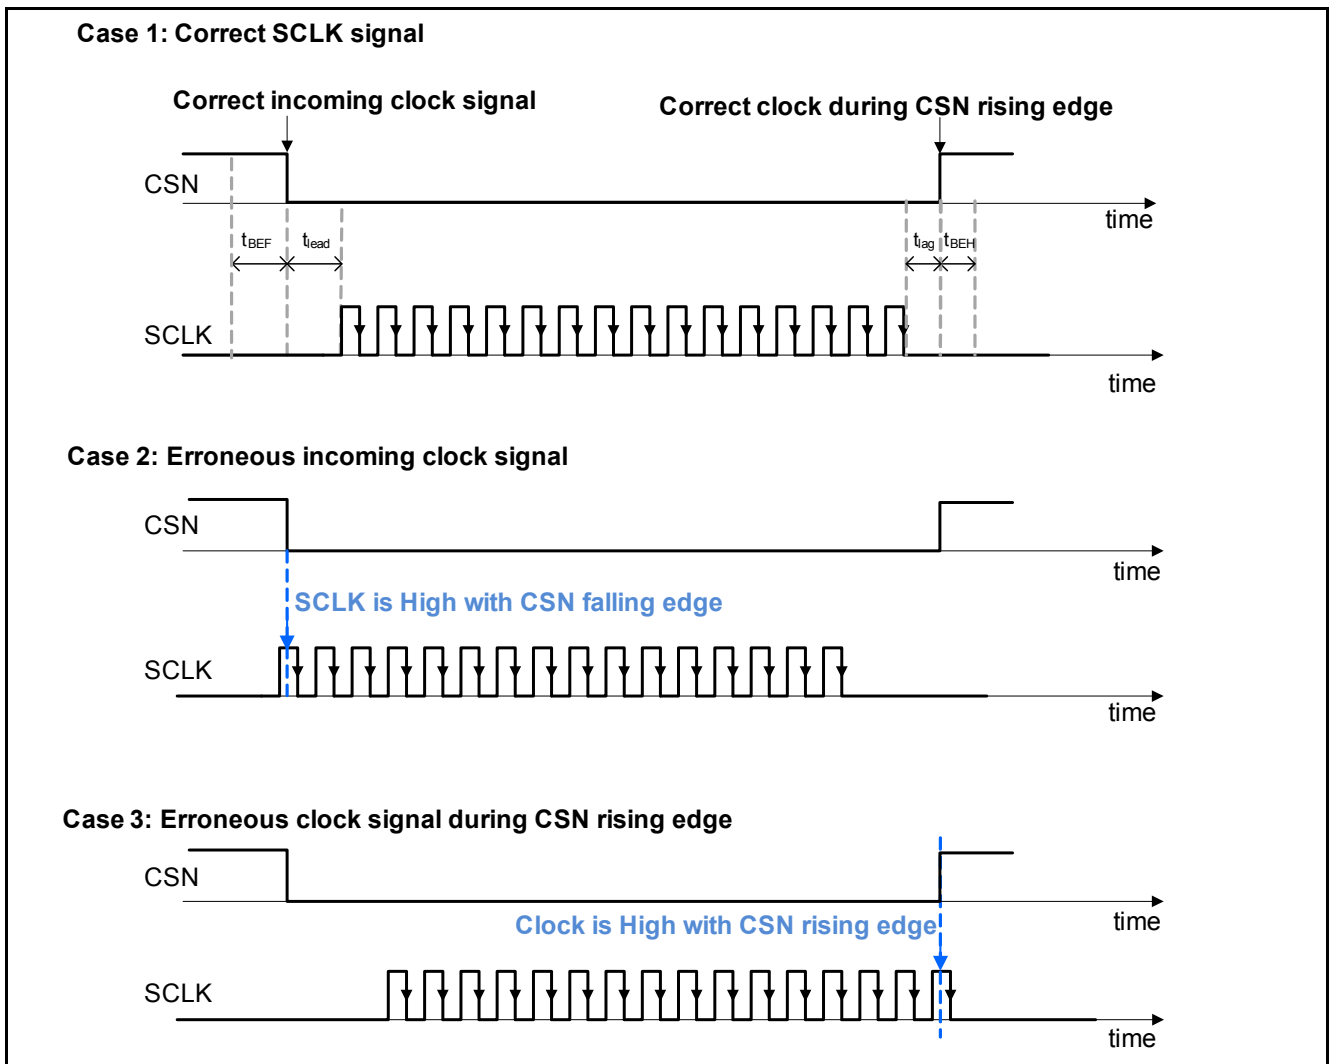 Case 1: Correct SCLK signal
Correct incoming clock signal
Correct clock during CSN rising edge
CSN
time
tBEF
tlead
tlag
tBEH
SCLK
time
Case 2: Erroneous incoming clock signal
CSN
time
SCLK is High with CSN falling edge
SCLK
time
Case 3: Erroneous clock signal during CSN rising edge
CSN
time
Clock is High with CSN rising edge
SCLK
time